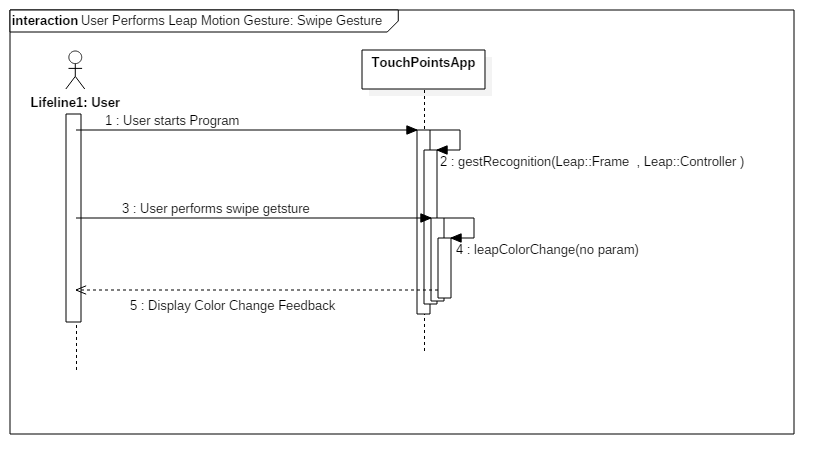 interaction User Performs Leap Motion Gesture: Swipe Gesture
TouchPointsApp
Lifeline1: User
1 : User starts Program
2 : gestRecognition(Leap::Frame , Leap::Controller )
3 : User performs swipe getsture
4 : leapColorChange(no param)
5 : Display Color Change Feedback